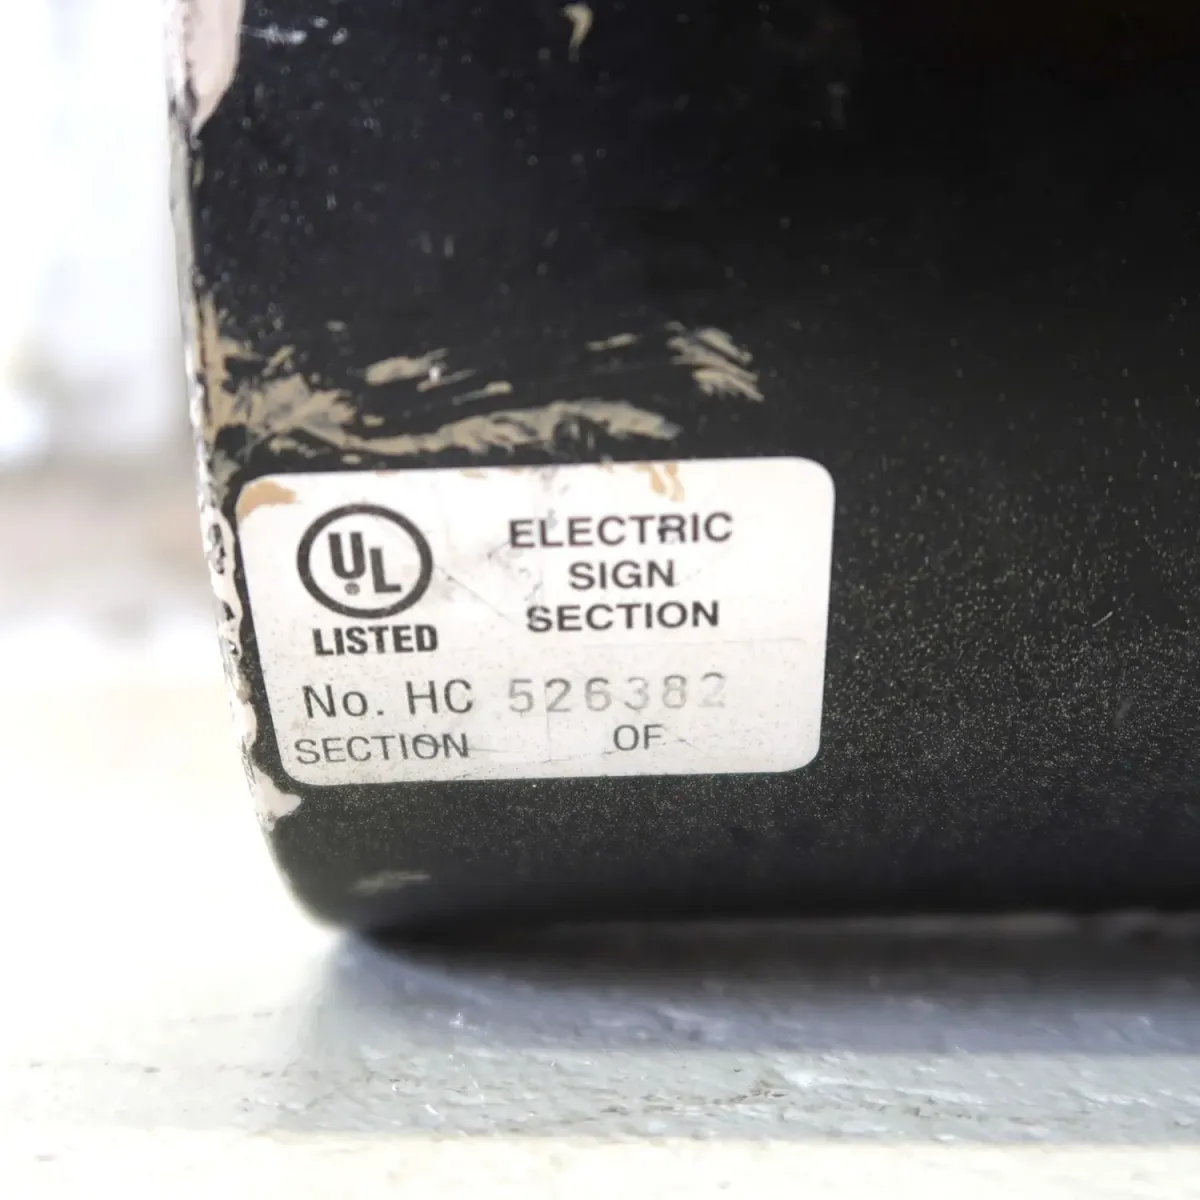 UL
LISTED
ELECTRIC
SIGN
SECTION
No. HC 526382
SECTION OF